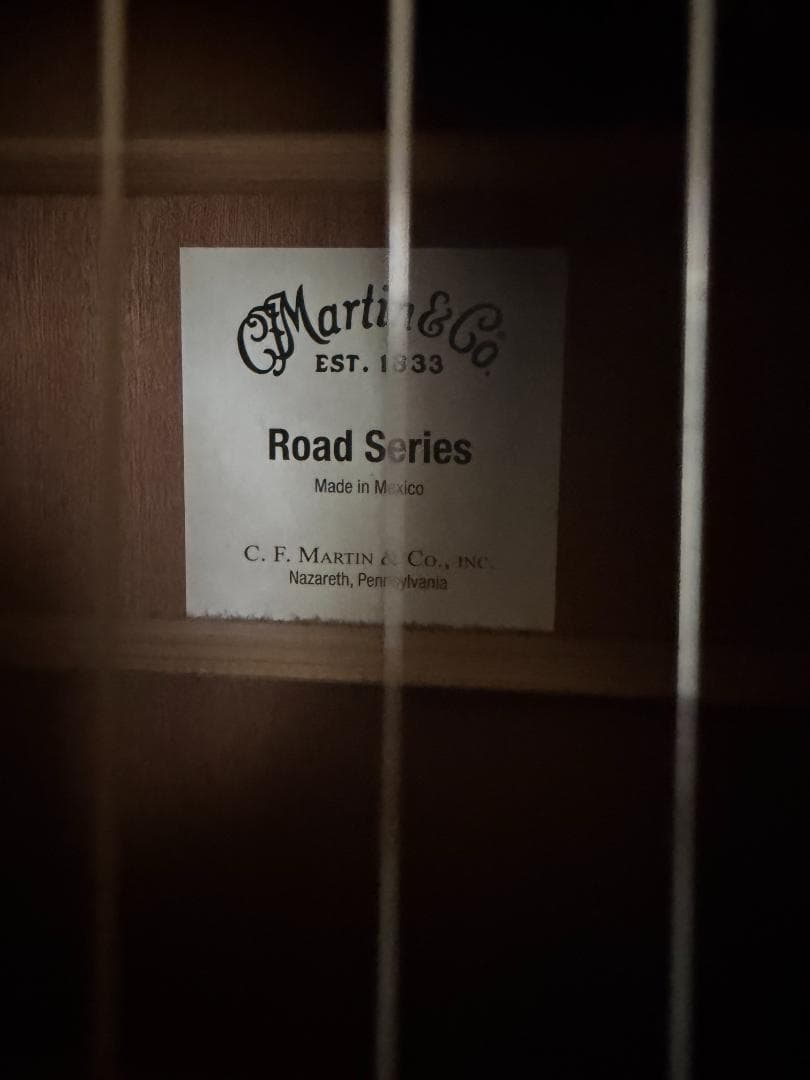 CFMartin & Co.
EST. 1833
Road Series
Made in Mexico
C. F. MARTIN & CO., INC.
Nazareth, Pennsylvania